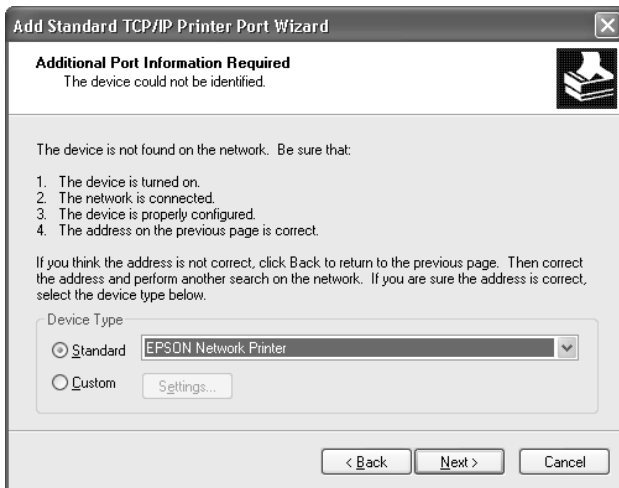 Add Standard TCP/IP Printer Port Wizard
Additional Port Information Required
The device could not be identified.
The device is not found on the network. Be sure that:
1. The device is turned on.
2. The network is connected.
3. The device is properly configured.
4. The address on the previous page is correct.
If you think the address is not correct, click Back to return to the previous page. Then correct
the address and perform another search on the network. If you are sure the address is correct,
select the device type below.
Device Type
Standard EPSON Network Printer
Custom Settings...
< Back Next > Cancel